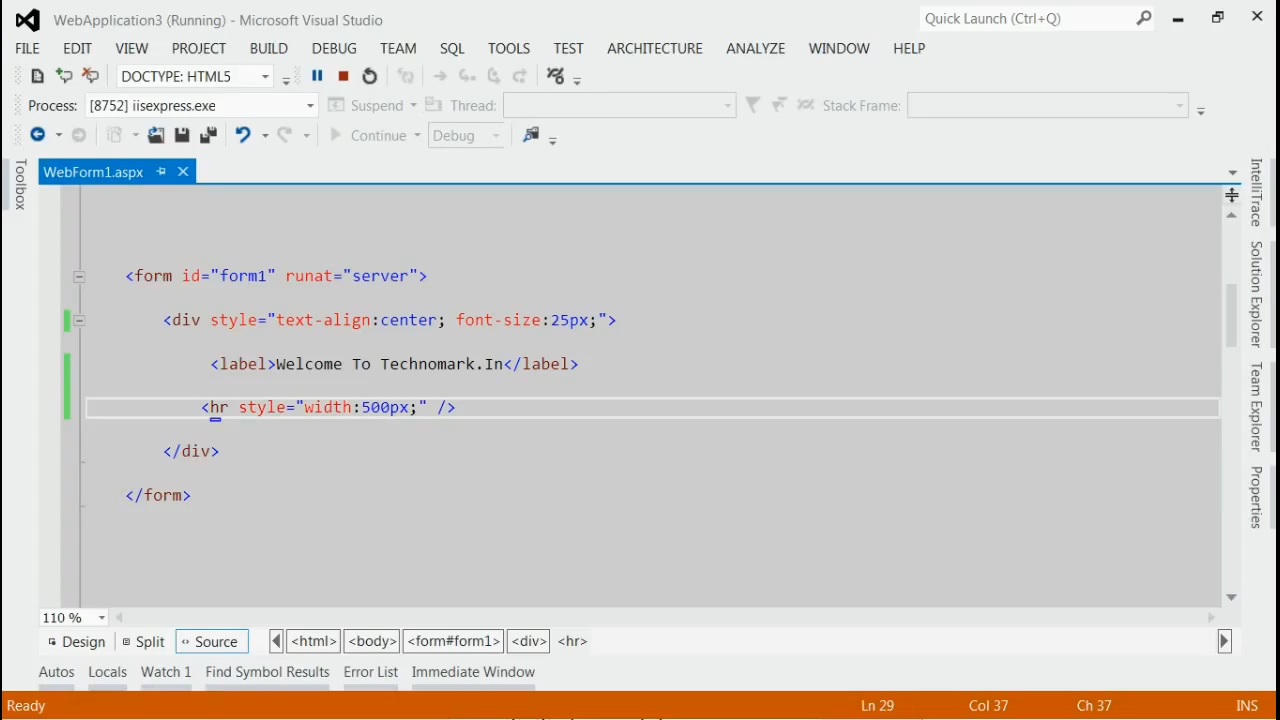 WebApplication3 (Running) - Microsoft Visual Studio
Quick Launch (Ctrl+Q)
FILE EDIT VIEW PROJECT BUILD DEBUG TEAM SQL TOOLS TEST ARCHITECTURE ANALYZE WINDOW HELP
DOCTYPE: HTML5
Process: [8752] iisexpress.exe Suspend Thread: Stack Frame:
Continue Debug
Toolbox
WebForm1.aspx
<form id="form1" runat="server">
<div style="text-align:center; font-size:25px;">
<label>Welcome To Technomark.In</label>
<hr style="width:500px;" />
</div>
</form>
IntelliTrace
Solution Explorer
Team Explorer
Properties
110 %
Design Split Source <html> <body> <form#form1> <div> <hr>
Autos Locals Watch 1 Find Symbol Results Error List Immediate Window
Ready Ln 29 Col 37 Ch 37 INS